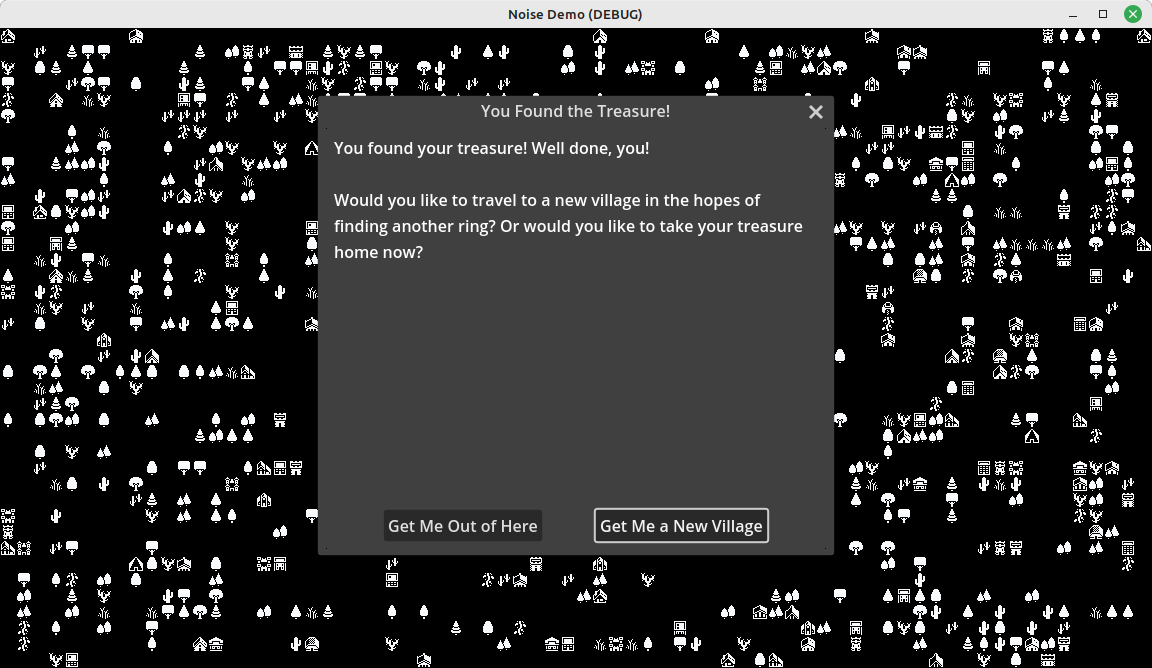 Noise Demo (DEBUG)
You Found the Treasure!
You found your treasure! Well done, you!
Would you like to travel to a new village in the hopes of
finding another ring? Or would you like to take your treasure
home now?
Get Me Out of Here
Get Me a New Village